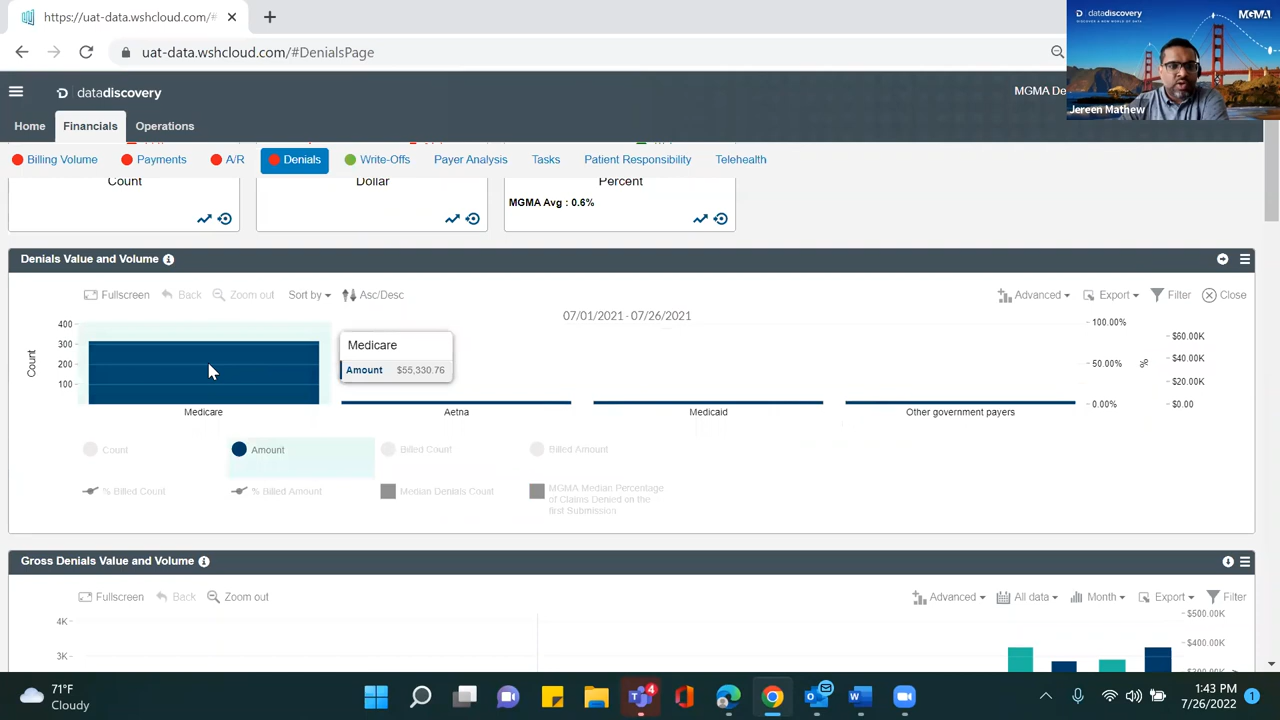 https://uat-data.wshcloud.com/#
uat-data.wshcloud.com/#DenialsPage
datadiscovery
DISCOVER A NEW WORLD OF DATA
MGMA
Jereen Mathew
datadiscovery
MGMA De
Home Financials Operations
Billing Volume Payments A/R Denials Write-Offs Payer Analysis Tasks Patient Responsibility Telehealth
Count Dollar Percent
MGMA Avg : 0.6%
Denials Value and Volume
Fullscreen Back Zoom out Sort by Asc/Desc Advanced Export Filter Close
07/01/2021 - 07/26/2021
Count
400
300
200
100
Medicare
Amount $55,330.76
100.00%
50.00%
0.00%
%
$60.00K
$40.00K
$20.00K
$0.00
Medicare Aetna Medicaid Other government payers
Count Amount Billed Count Billed Amount
% Billed Count % Billed Amount Median Denials Count MGMA Median Percentage
of Claims Denied on the
first Submission
Gross Denials Value and Volume
Fullscreen Back Zoom out Advanced All data Month Export Filter
4K
3K
$500.00K
$400.00K
71°F
Cloudy
4
1:43 PM
7/26/2022
1